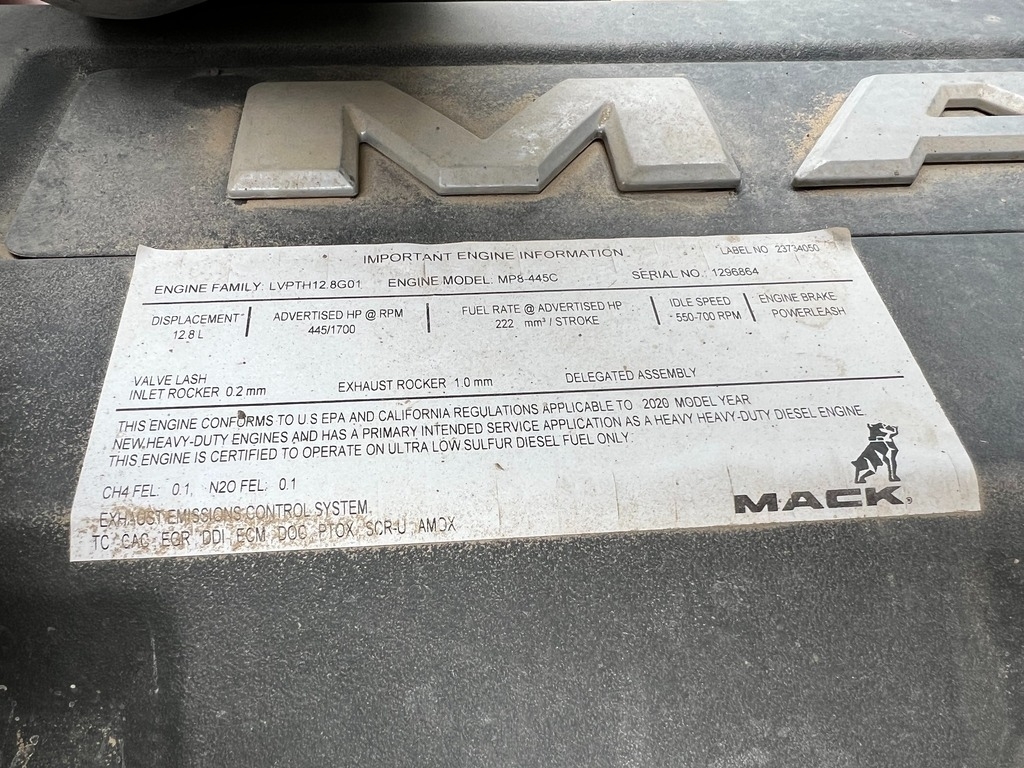 MA
IMPORTANT ENGINE INFORMATION LABEL NO 23734050
ENGINE FAMILY: LVPTH12.8G01 ENGINE MODEL: MP8-445C SERIAL NO.: 1296864
DISPLACEMENT ADVERTISED HP @ RPM FUEL RATE @ ADVERTISED HP IDLE SPEED ENGINE BRAKE
12.8 L 445/1700 222 mm³ / STROKE 550-700 RPM POWERLEASH
VALVE LASH
INLET ROCKER 0.2 mm EXHAUST ROCKER 1.0 mm DELEGATED ASSEMBLY
THIS ENGINE CONFORMS TO U.S EPA AND CALIFORNIA REGULATIONS APPLICABLE TO 2020 MODEL YEAR
NEW,HEAVY-DUTY ENGINES AND HAS A PRIMARY INTENDED SERVICE APPLICATION AS A HEAVY HEAVY-DUTY DIESEL ENGINE.
THIS ENGINE IS CERTIFIED TO OPERATE ON ULTRA LOW SULFUR DIESEL FUEL ONLY.
CH4 FEL: 0.1, N2O FEL: 0.1
EXHAUST EMISSIONS CONTROL SYSTEM
TC CAC EGR DDI ECM DOC PTOX SCR-U AMOX
MACK®